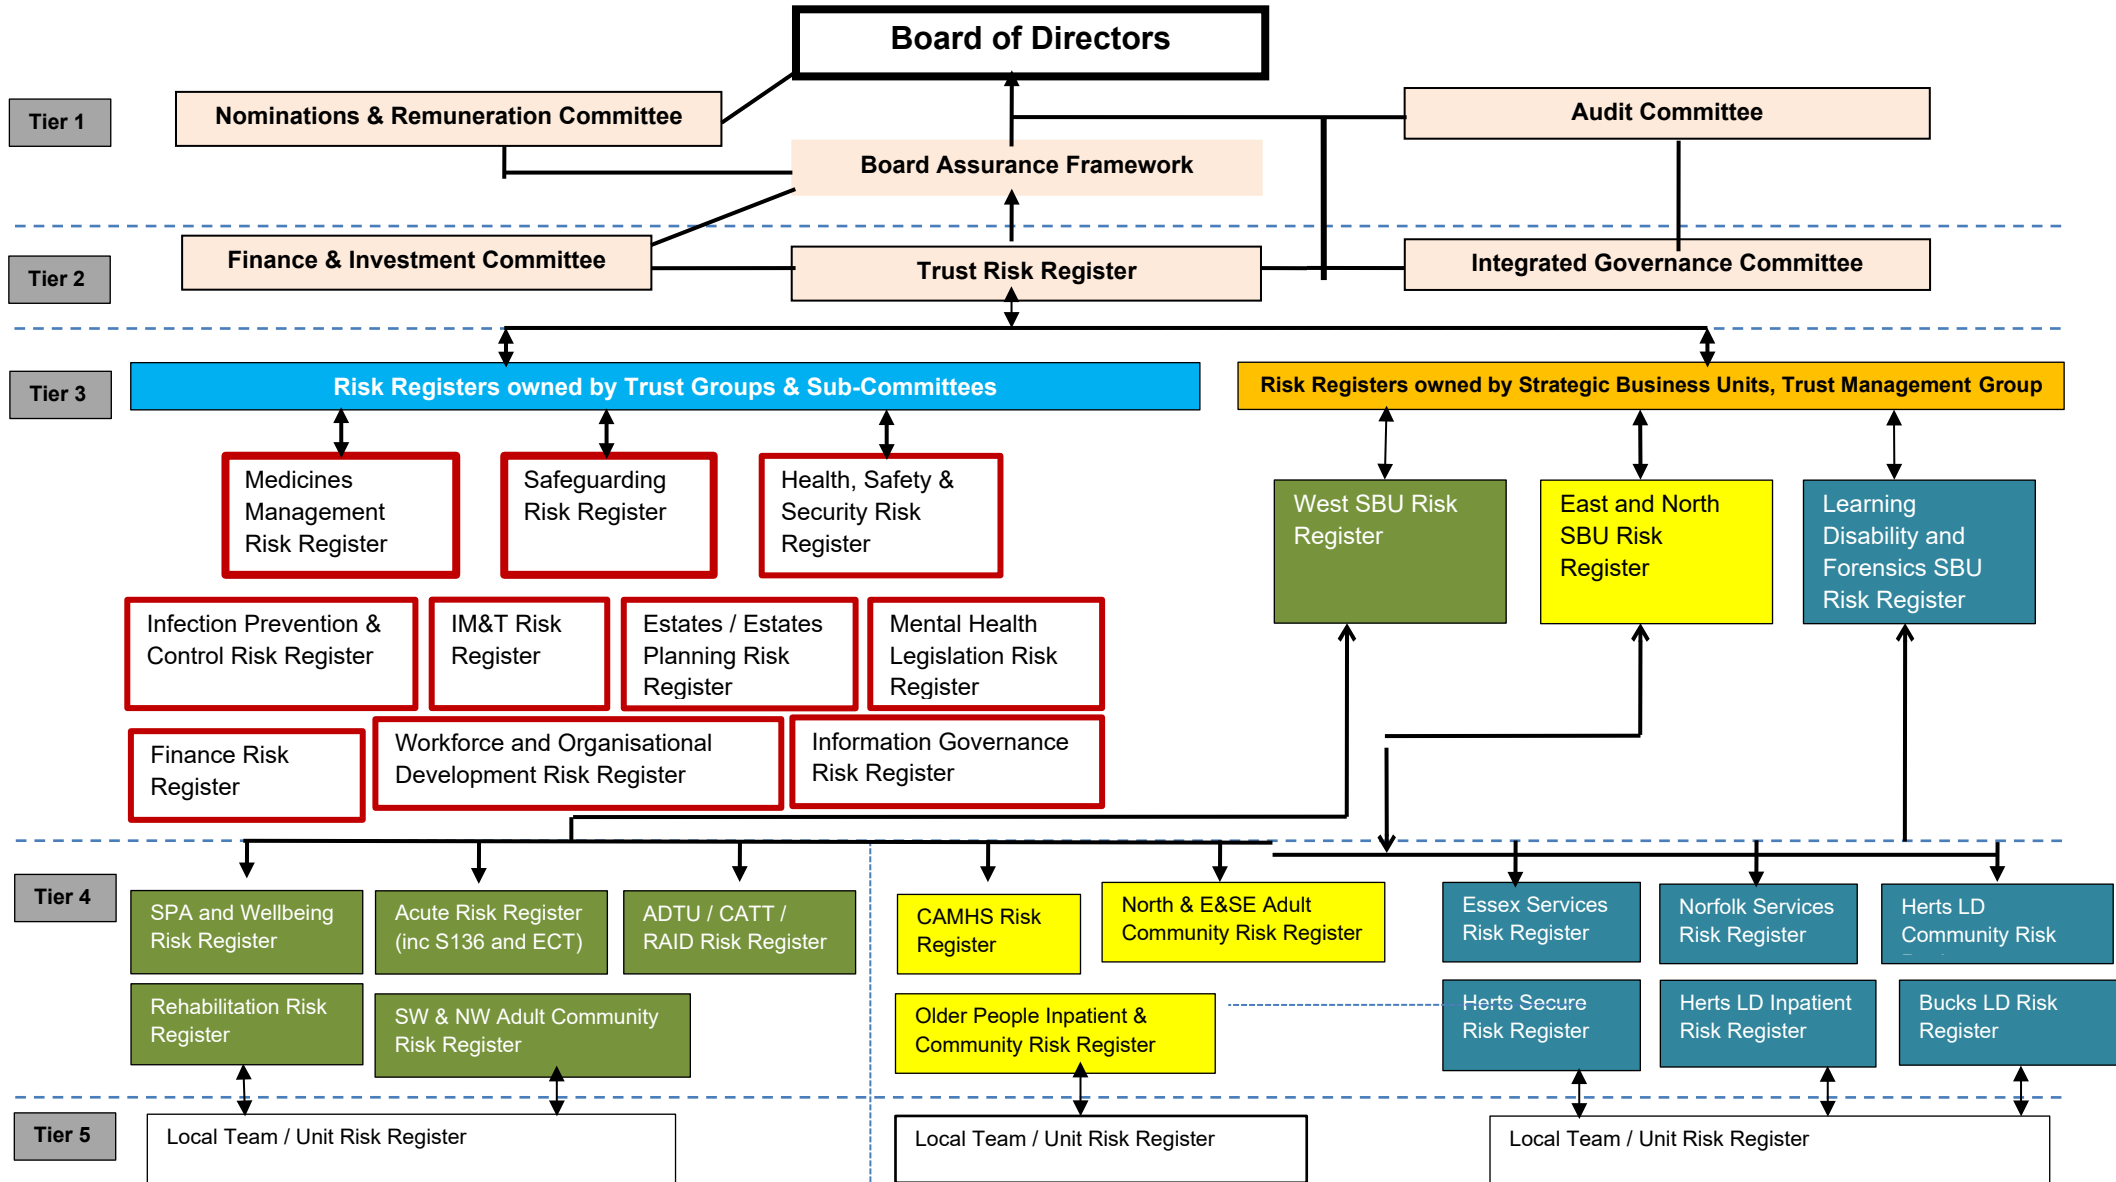 Board of Directors
Tier 1
Nominations & Remuneration Committee
Audit Committee
Board Assurance Framework
Tier 2
Finance & Investment Committee
Trust Risk Register
Integrated Governance Committee
Tier 3
Risk Registers owned by Trust Groups & Sub-Committees
Risk Registers owned by Strategic Business Units, Trust Management Group
Medicines
Management
Risk Register
Safeguarding
Risk Register
Health, Safety &
Security Risk
Register
West SBU Risk
Register
East and North
SBU Risk
Register
Learning
Disability and
Forensics SBU
Risk Register
Infection Prevention &
Control Risk Register
IM&T Risk
Register
Estates / Estates
Planning Risk
Register
Mental Health
Legislation Risk
Register
Finance Risk
Register
Workforce and Organisational
Development Risk Register
Information Governance
Risk Register
Tier 4
SPA and Wellbeing
Risk Register
Acute Risk Register
(inc S136 and ECT)
ADTU / CATT /
RAID Risk Register
CAMHS Risk
Register
North & E&SE Adult
Community Risk Register
Essex Services
Risk Register
Norfolk Services
Risk Register
Herts LD
Community Risk
Rehabilitation Risk
Register
SW & NW Adult Community
Risk Register
Older People Inpatient &
Community Risk Register
Herts Secure
Risk Register
Herts LD Inpatient
Risk Register
Bucks LD Risk
Register
Tier 5
Local Team / Unit Risk Register
Local Team / Unit Risk Register
Local Team / Unit Risk Register